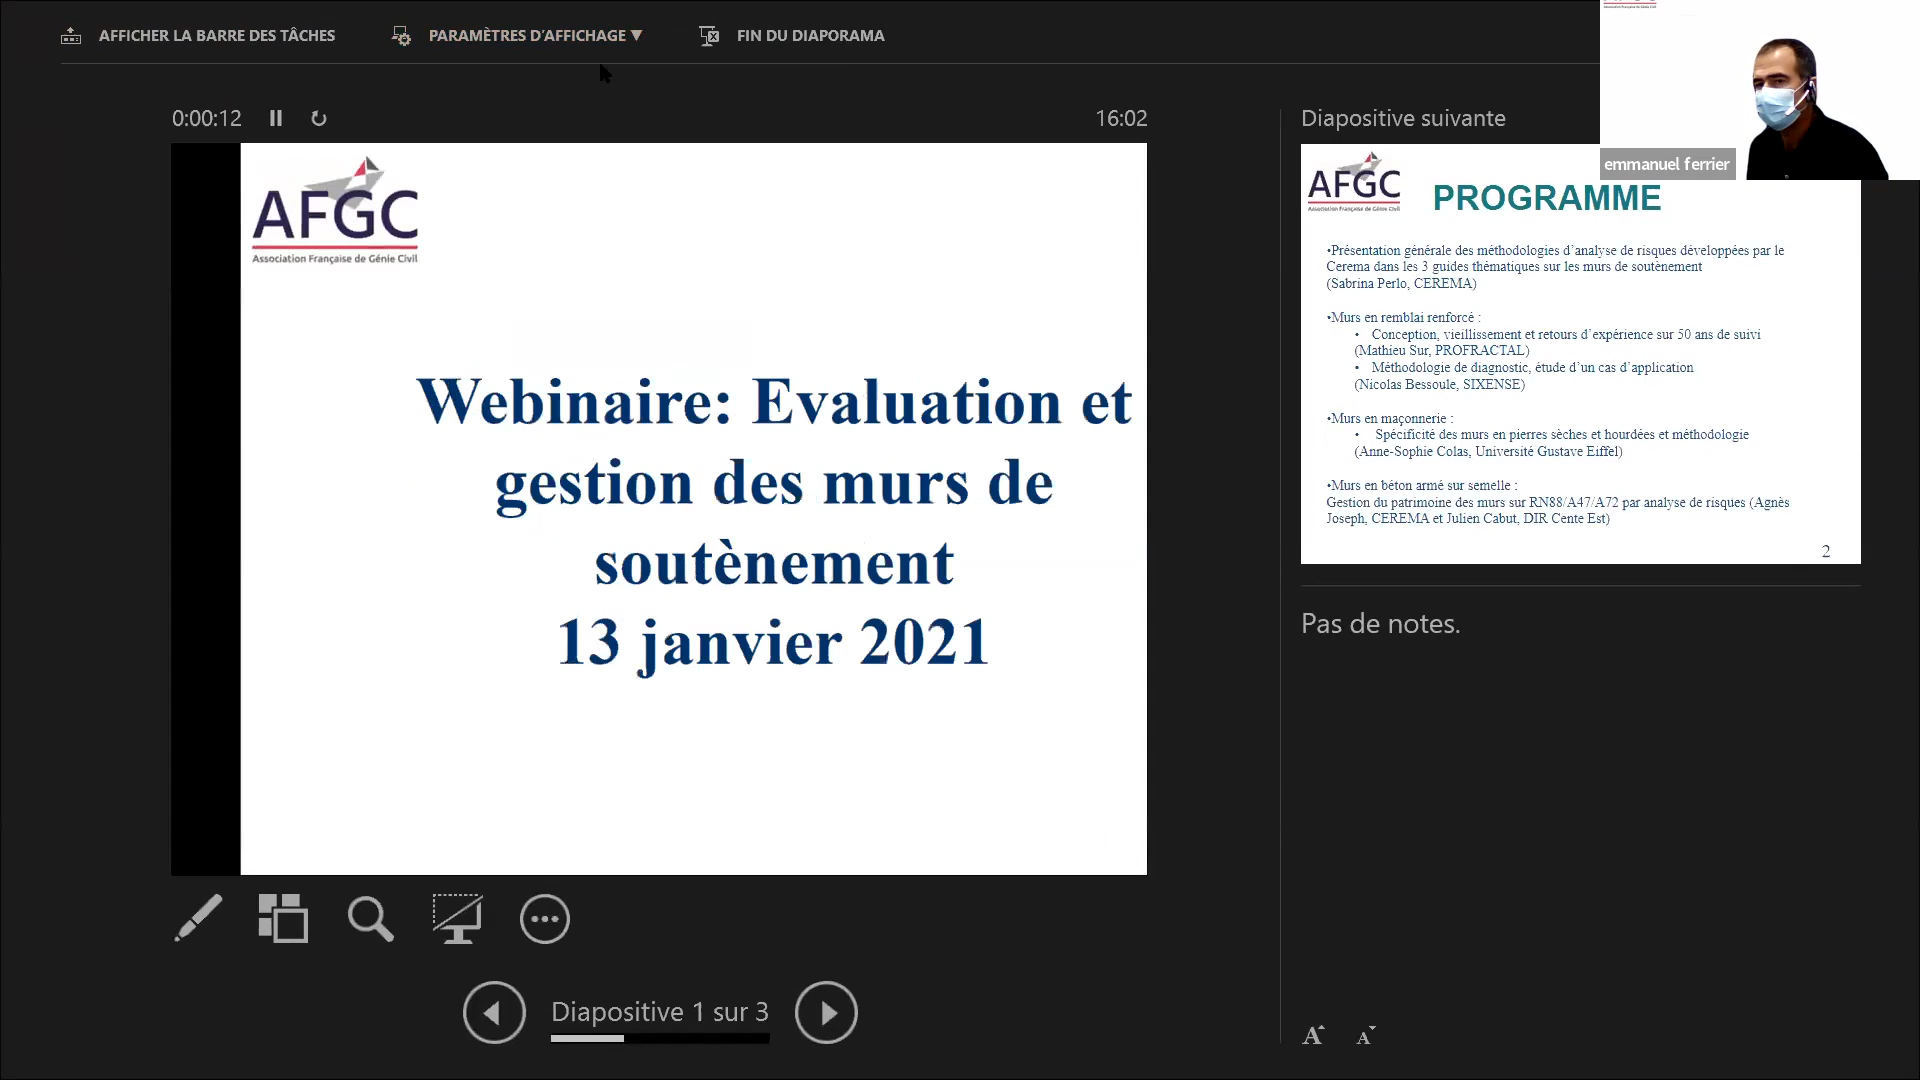 AFFICHER LA BARRE DES TÂCHES
PARAMÈTRES D'AFFICHAGE ▼
FIN DU DIAPORAMA
0:00:12
16:02
AFGC
Association Française de Génie Civil
Webinaire: Evaluation et
gestion des murs de
soutènement
13 janvier 2021
Diapositive 1 sur 3
Diapositive suivante
emmanuel ferrier
AFGC
Association Française de Génie Civil
PROGRAMME
•Présentation générale des méthodologies d'analyse de risques développées par le
Cerema dans les 3 guides thématiques sur les murs de soutènement
(Sabrina Perlo, CEREMA)
•Murs en remblai renforcé :
• Conception, vieillissement et retours d'expérience sur 50 ans de suivi
(Mathieu Sur, PROFRACTAL)
• Méthodologie de diagnostic, étude d'un cas d'application
(Nicolas Bessoule, SIXENSE)
•Murs en maçonnerie :
• Spécificité des murs en pierres sèches et hourdées et méthodologie
(Anne-Sophie Colas, Université Gustave Eiffel)
•Murs en béton armé sur semelle :
Gestion du patrimoine des murs sur RN88/A47/A72 par analyse de risques (Agnès
Joseph, CEREMA et Julien Cabut, DIR Cente Est)
2
Pas de notes.
A A